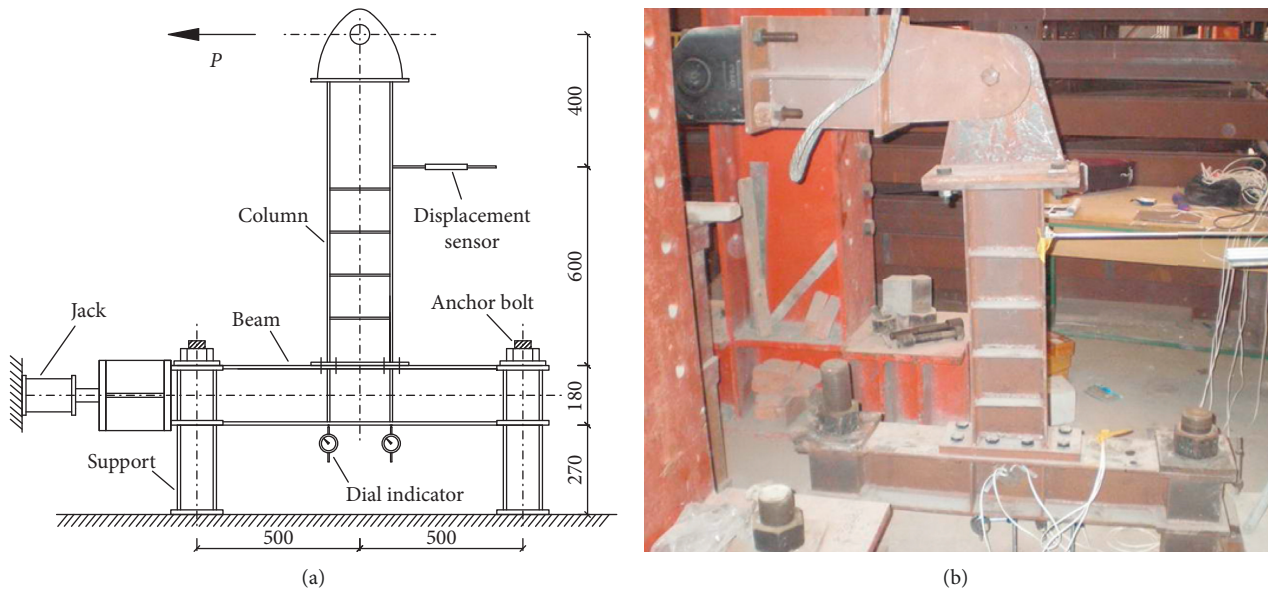 P
400
Column
Displacement
sensor
600
Jack
Beam
Anchor bolt
180
Support
Dial indicator
270
500
500
(a)
(b)